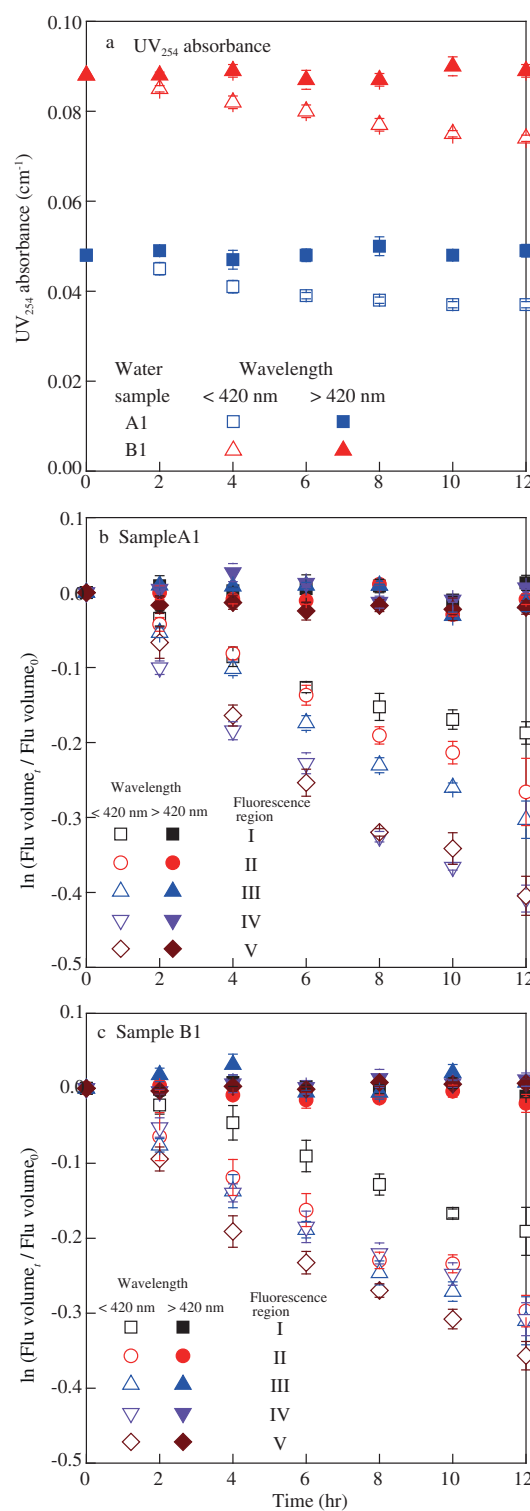 a UV₂₅₄ absorbance
0.10
0.08
0.06
0.04
0.02
0.00
UV₂₅₄ absorbance (cm⁻¹)
Water Wavelength
sample < 420 nm > 420 nm
A1
B1
0 2 4 6 8 10 12
b SampleA1
0.1
0.0
-0.1
-0.2
-0.3
-0.4
-0.5
ln (Flu volumeₜ / Flu volume₀)
Wavelength Fluorescence
< 420 nm > 420 nm region
I
II
III
IV
V
0 2 4 6 8 10 12
c Sample B1
0.1
0.0
-0.1
-0.2
-0.3
-0.4
-0.5
ln (Flu volumeₜ / Flu volume₀)
Wavelength Fluorescence
< 420 nm > 420 nm region
I
II
III
IV
V
0 2 4 6 8 10 12
Time (hr)